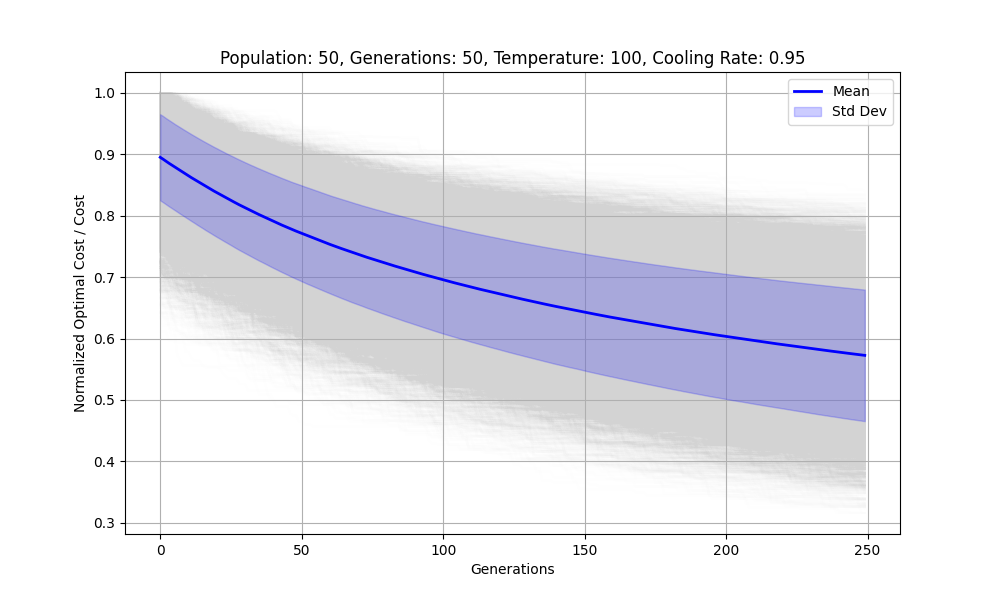 Population: 50, Generations: 50, Temperature: 100, Cooling Rate: 0.95
Mean
Std Dev
Normalized Optimal Cost / Cost
1.0
0.9
0.8
0.7
0.6
0.5
0.4
0.3
0 50 100 150 200 250
Generations